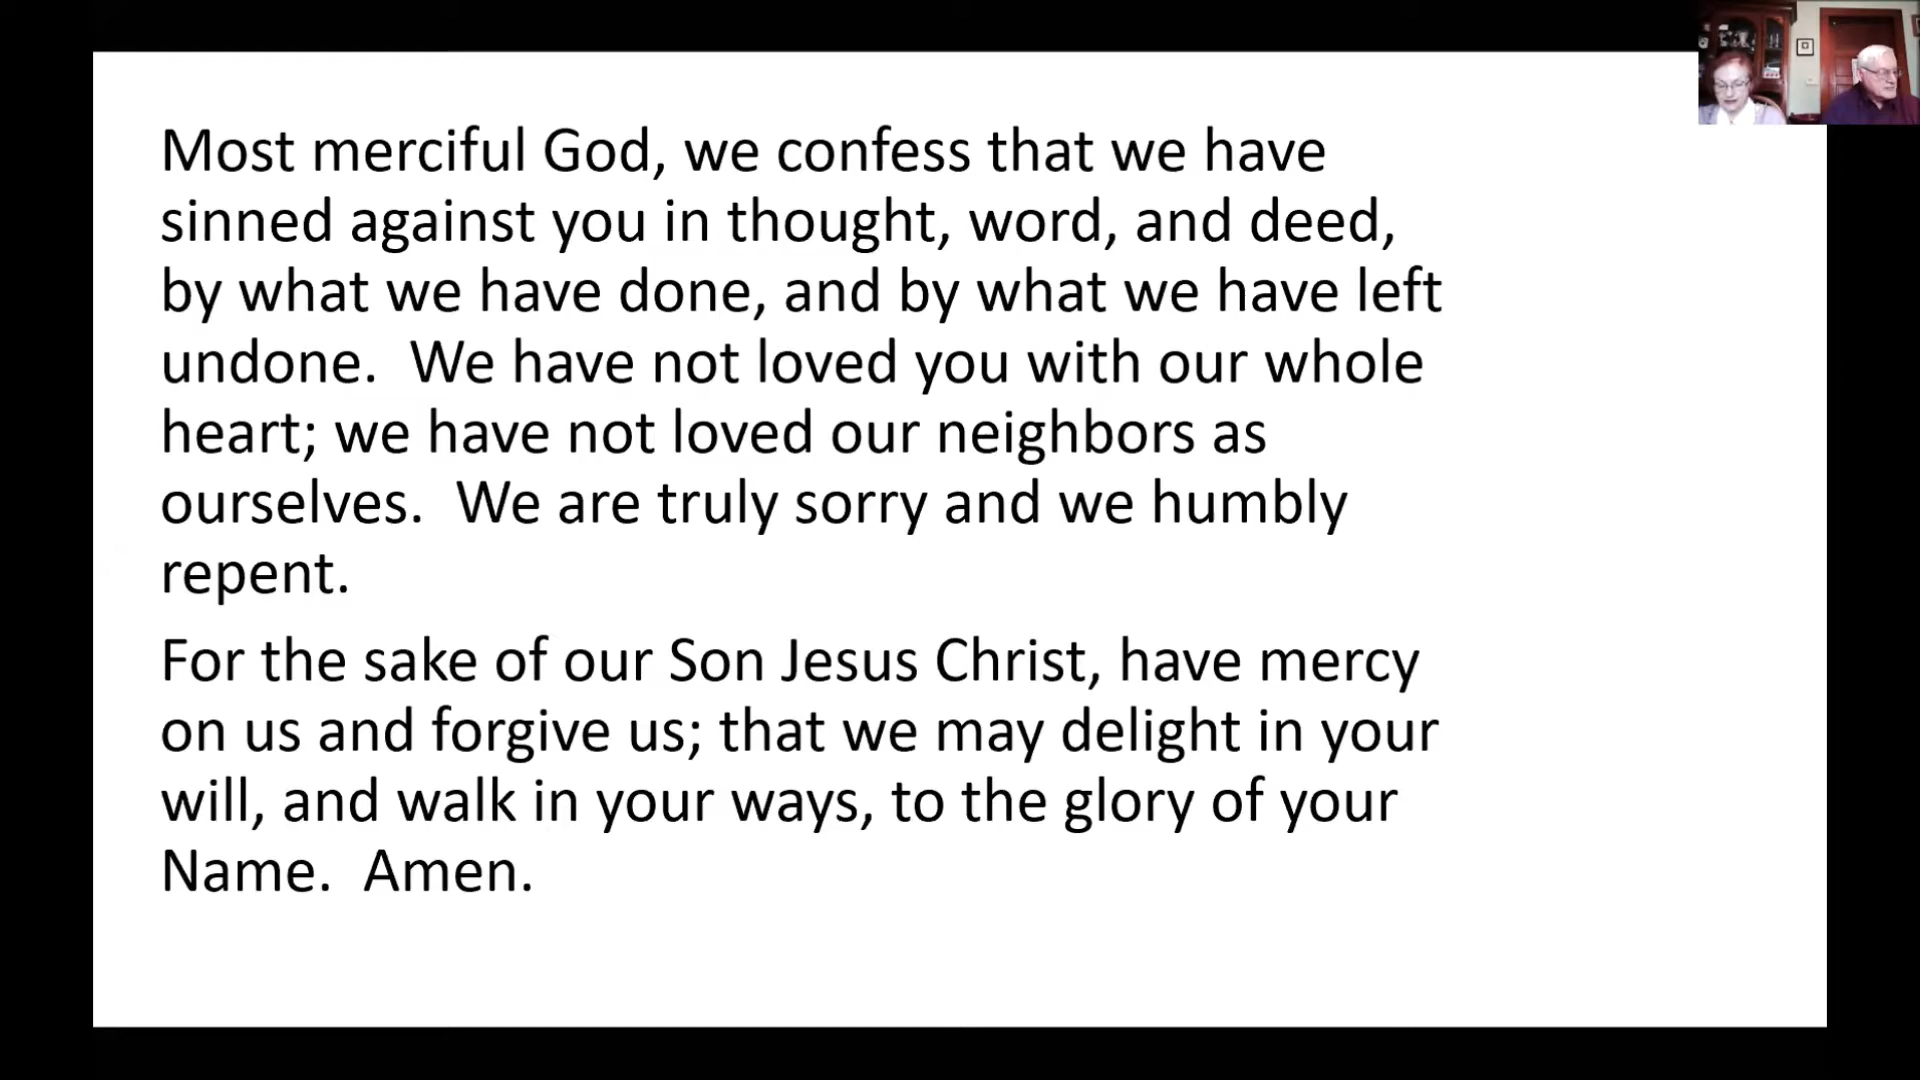 Most merciful God, we confess that we have
sinned against you in thought, word, and deed,
by what we have done, and by what we have left
undone.  We have not loved you with our whole
heart; we have not loved our neighbors as
ourselves.  We are truly sorry and we humbly
repent.
For the sake of our Son Jesus Christ, have mercy
on us and forgive us; that we may delight in your
will, and walk in your ways, to the glory of your
Name.  Amen.